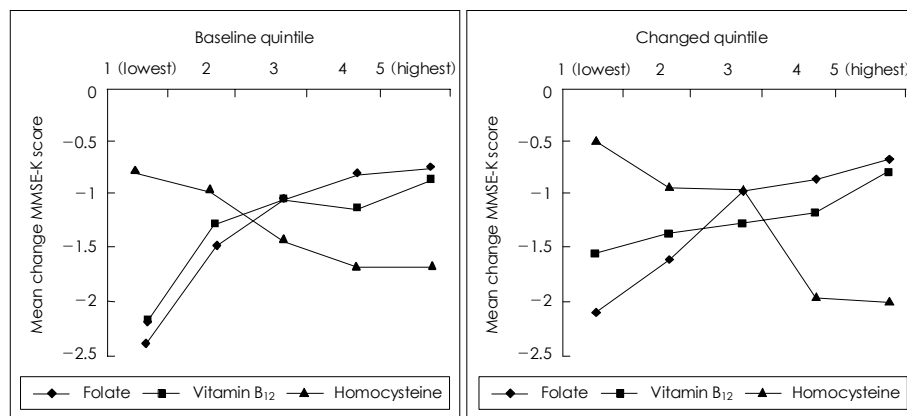 Baseline quintile
1 (lowest) 2 3 4 5 (highest)
0
−0.5
−1
−1.5
−2
−2.5
Mean change MMSE-K score
Folate Vitamin B₁₂ Homocysteine
Changed quintile
1 (lowest) 2 3 4 5 (highest)
0
−0.5
−1
−1.5
−2
−2.5
Mean change MMSE-K score
Folate Vitamin B₁₂ Homocysteine